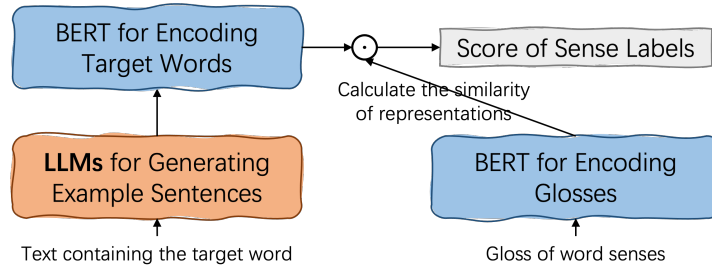 BERT for Encoding
Target Words
Score of Sense Labels
Calculate the similarity
of representations
LLMs for Generating
Example Sentences
BERT for Encoding
Glosses
Text containing the target word
Gloss of word senses